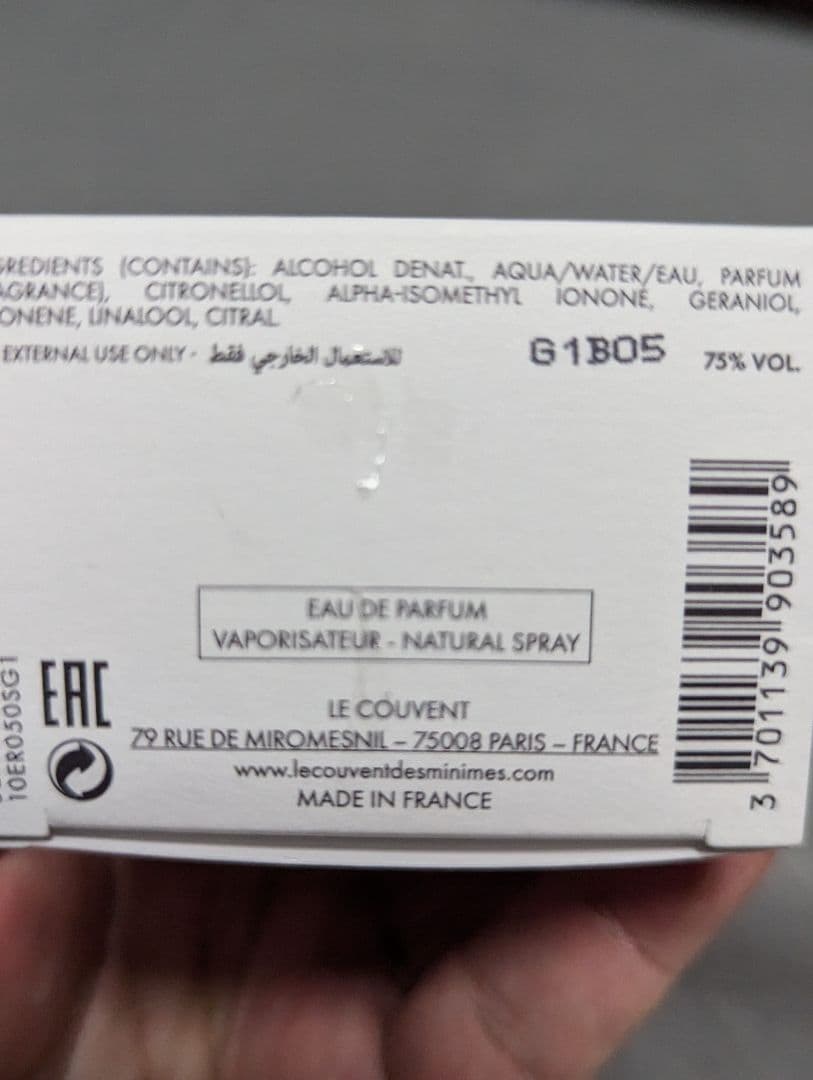 GREDIENTS (CONTAINS): ALCOHOL DENAT., AQUA/WATER/EAU, PARFUM
AGRANCE), CITRONELLOL, ALPHA-ISOMETHYL IONONE, GERANIOL,
ONENE, LINALOOL, CITRAL
EXTERNAL USE ONLY - للاستعمال الخارجي فقط
G1B05
75% VOL.
EAU DE PARFUM
VAPORISATEUR - NATURAL SPRAY
EAC
10ER050SG1
LE COUVENT
79 RUE DE MIROMESNIL – 75008 PARIS – FRANCE
www.lecouventdesminimes.com
MADE IN FRANCE
3 701139 903589